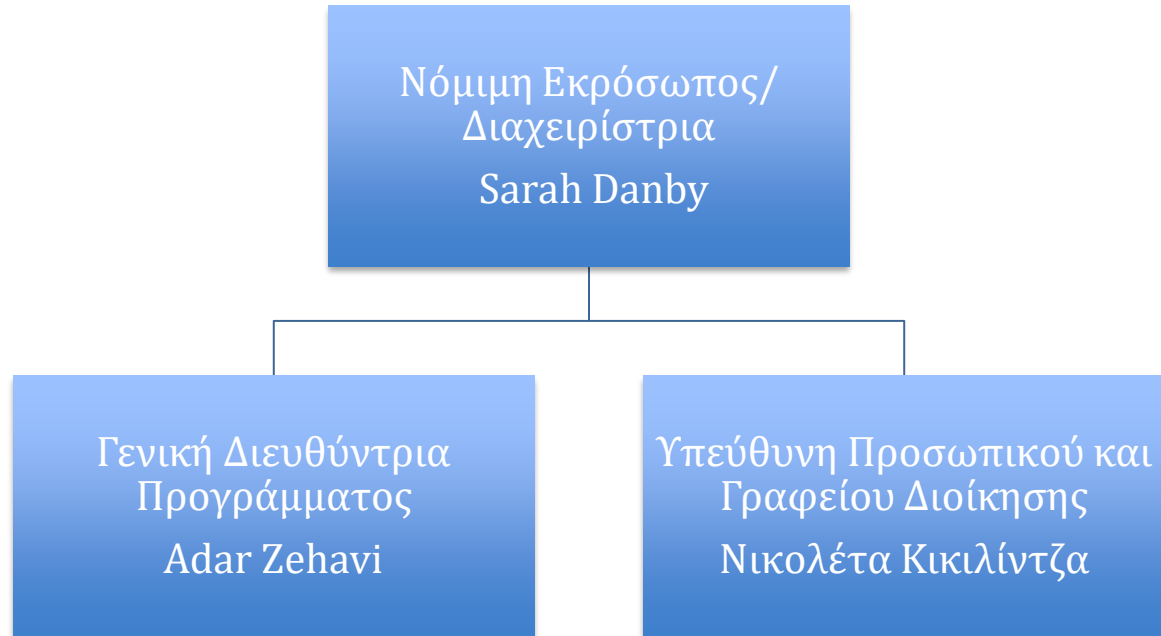 Νόμιμη Εκρόσωπος/
Διαχειρίστρια
Sarah Danby
Γενική Διευθύντρια
Προγράμματος
Adar Zehavi
Υπεύθυνη Προσωπικού και
Γραφείου Διοίκησης
Νικολέτα Κικιλίντζα